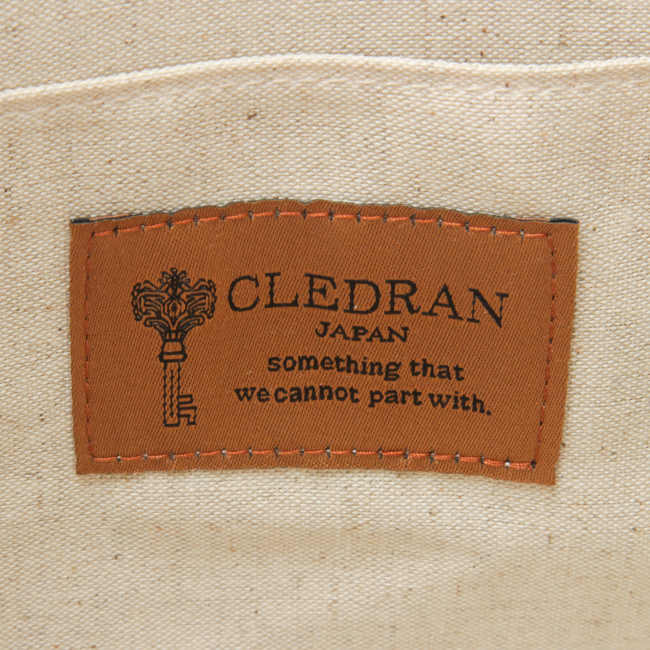 CLEDRAN
JAPAN
something that
we cannot part with.